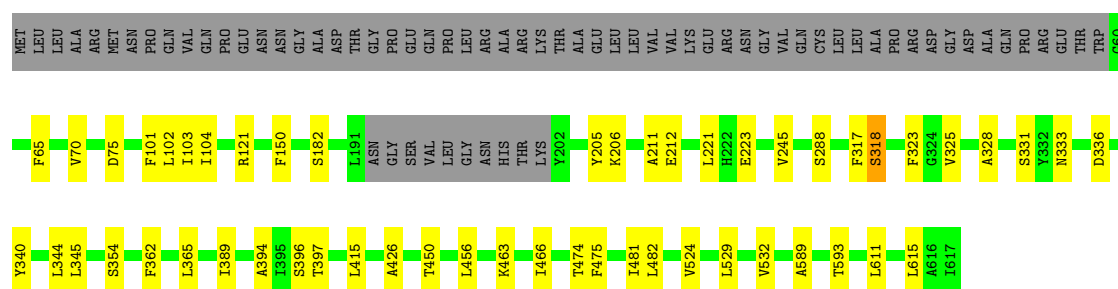 MET LEU LEU ALA ARG MET ASN PRO GLN VAL GLN PRO GLU ASN ASN GLY ALA ASP THR GLY PRO GLU GLN PRO LEU ARG ALA ARG LYS THR ALA GLU LEU LEU VAL VAL LYS GLU ARG ASN GLY VAL GLN CYS LEU LEU ALA PRO ARG ASP GLY ASP ALA GLN PRO ARG GLU THR TRP G60
F65 V70 D75 F101 L102 I103 I104 R121 F150 S182 L191 ASN GLY SER VAL LEU GLY ASN HIS THR LYS Y202 Y205 K206 A211 E212 L221 H222 E223 V245 S288 F317 S318 F323 G324 V325 A328 S331 Y332 N333 D336
Y340 L344 L345 S354 F362 L365 I389 A394 I395 S396 T397 L415 A426 T450 L456 K463 I466 T474 F475 I481 L482 V524 L529 V532 A589 T593 L611 L615 A616 I617